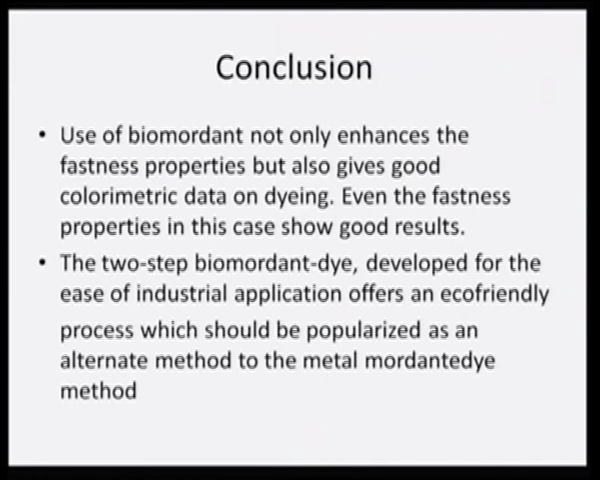 Conclusion
• Use of biomordant not only enhances the
fastness properties but also gives good
colorimetric data on dyeing. Even the fastness
properties in this case show good results.
• The two-step biomordant-dye, developed for the
ease of industrial application offers an ecofriendly
process which should be popularized as an
alternate method to the metal mordantedye
method